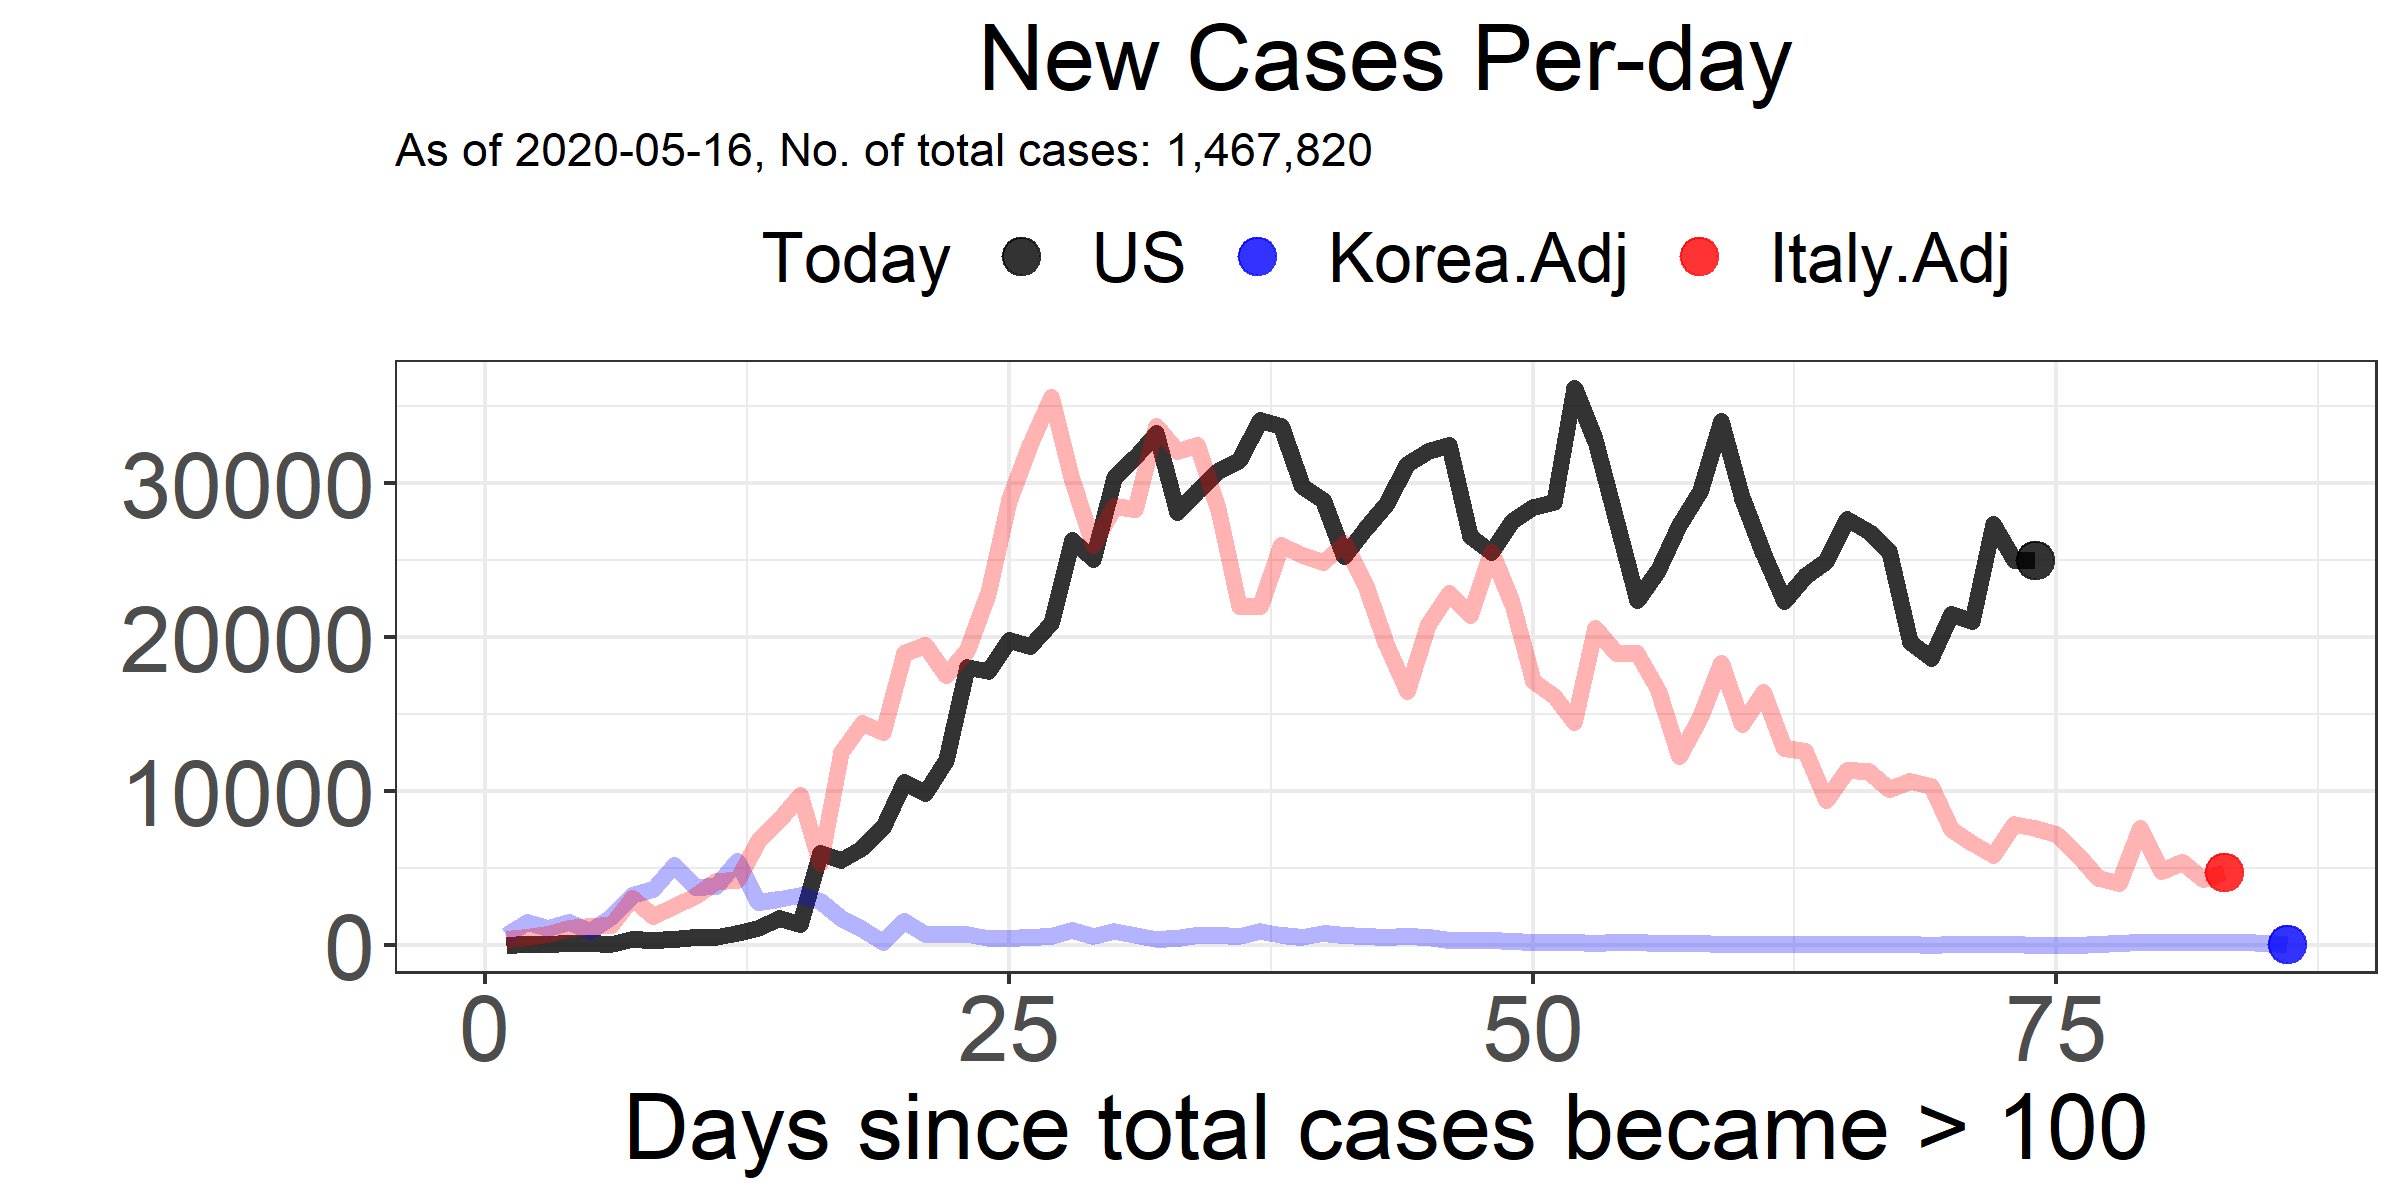 New Cases Per-day
As of 2020-05-16, No. of total cases: 1,467,820
Today US Korea.Adj Italy.Adj
30000
20000
10000
0
0 25 50 75
Days since total cases became > 100